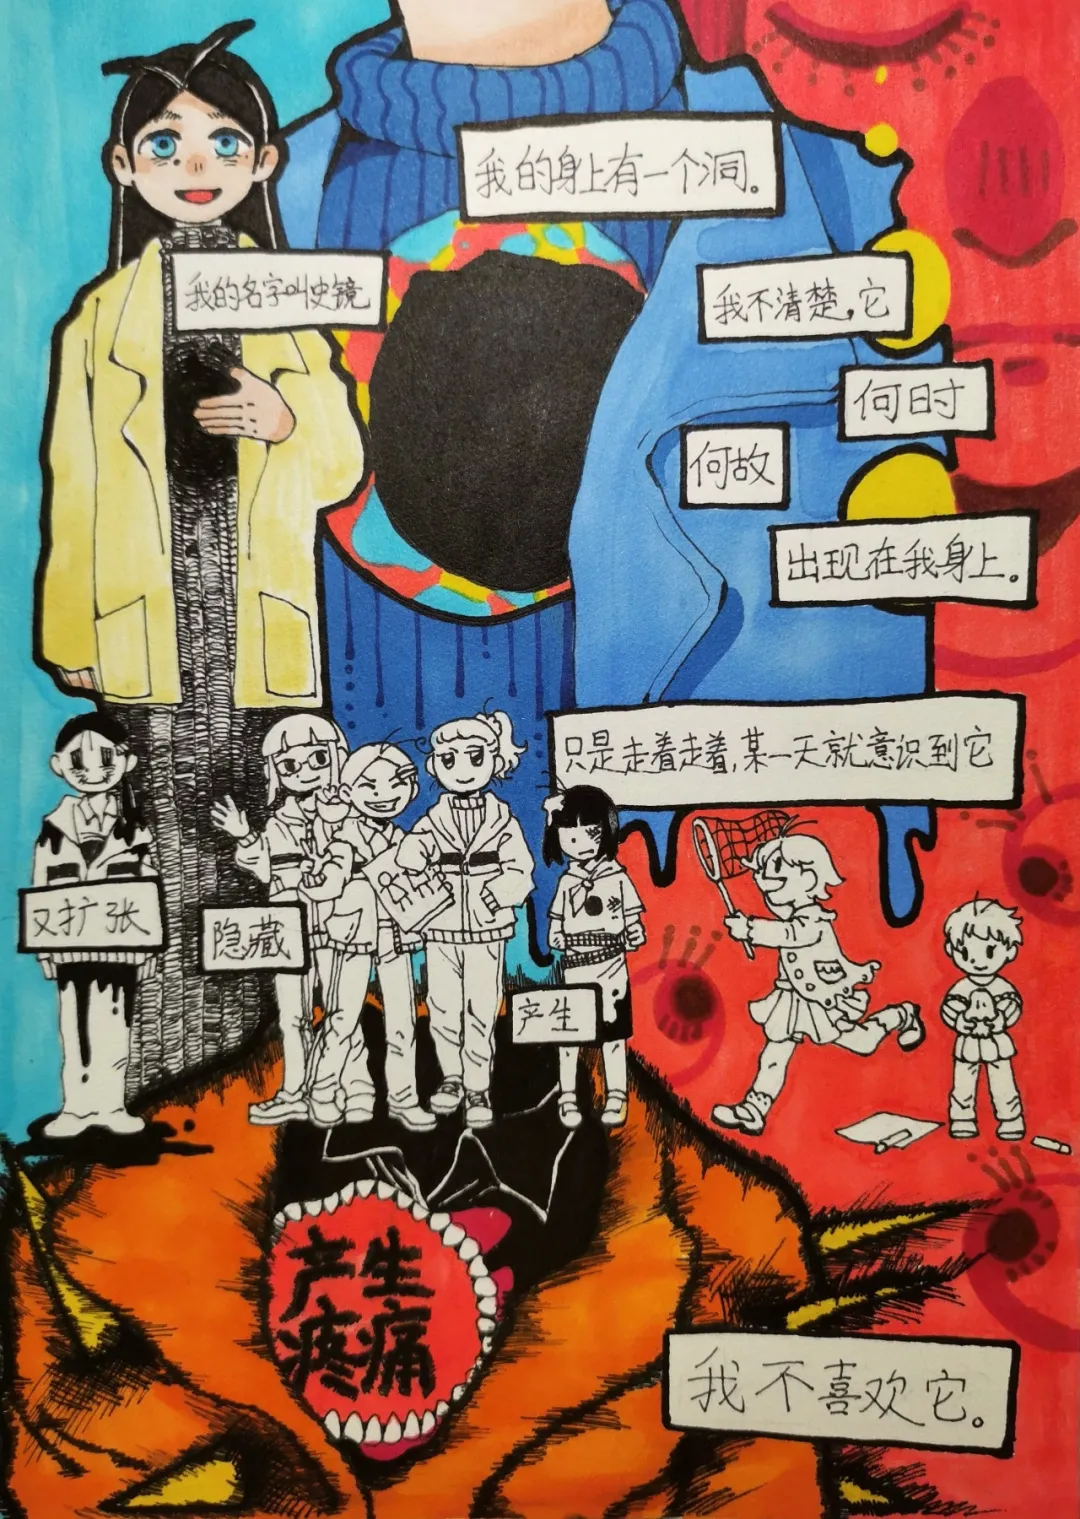 我的名字叫史镜
我的身上有一个洞。
我不清楚，它
何时
何故
出现在我身上。
只是走着走着，某一天就意识到它
产生
隐藏
又扩张
产生
疼痛
我不喜欢它。